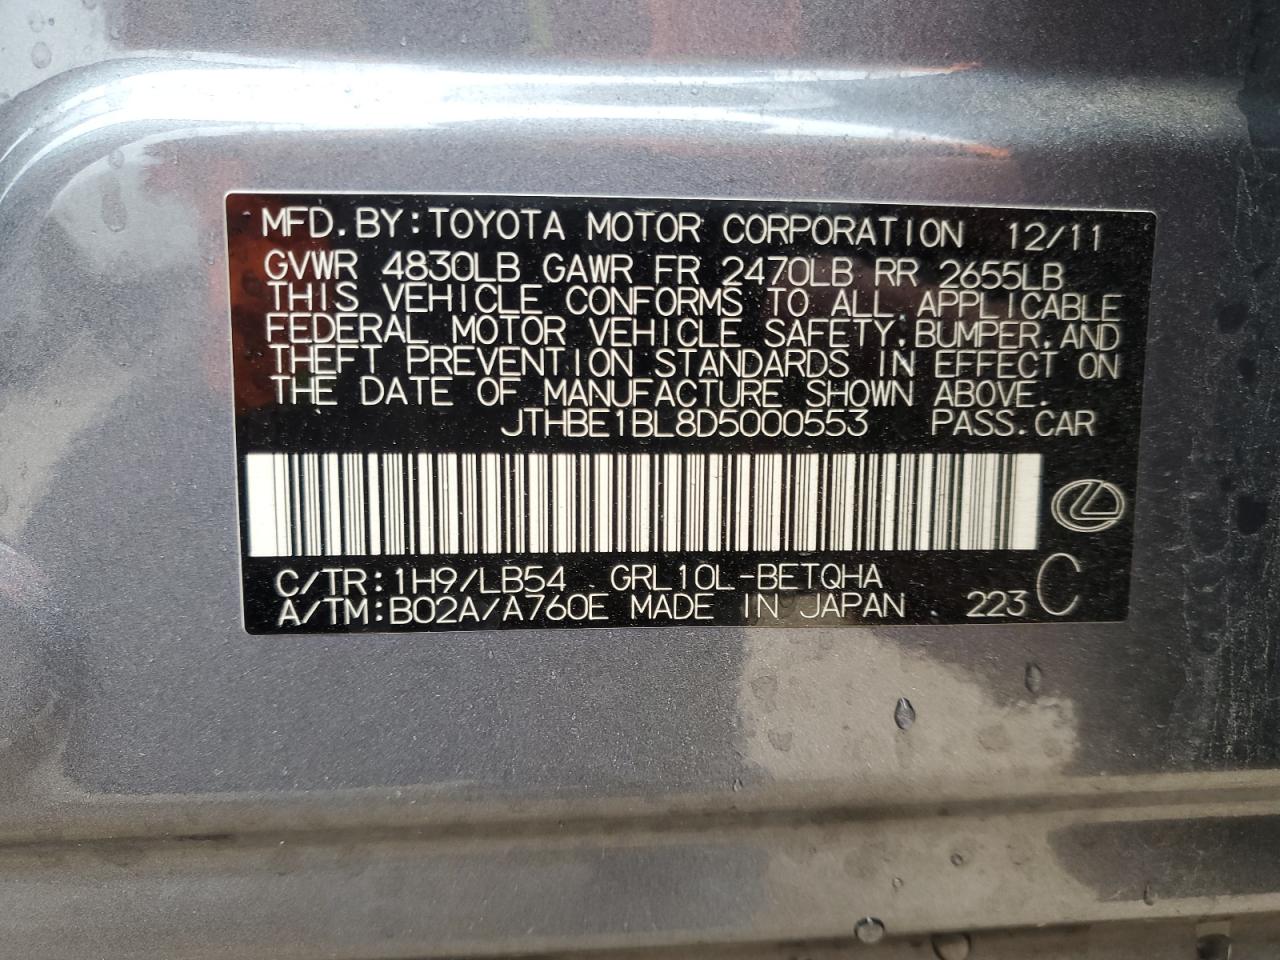 MFD.BY:TOYOTA MOTOR CORPORATION 12/11
GVWR 4830LB GAWR FR 2470LB RR 2655LB
THIS VEHICLE CONFORMS TO ALL APPLICABLE
FEDERAL MOTOR VEHICLE SAFETY,BUMPER,AND
THEFT PREVENTION STANDARDS IN EFFECT ON
THE DATE OF MANUFACTURE SHOWN ABOVE.
JTHBE1BL8D5000553 PASS.CAR
C/TR:1H9/LB54 GRL10L-BETQHA
A/TM:B02A/A760E MADE IN JAPAN 223 C